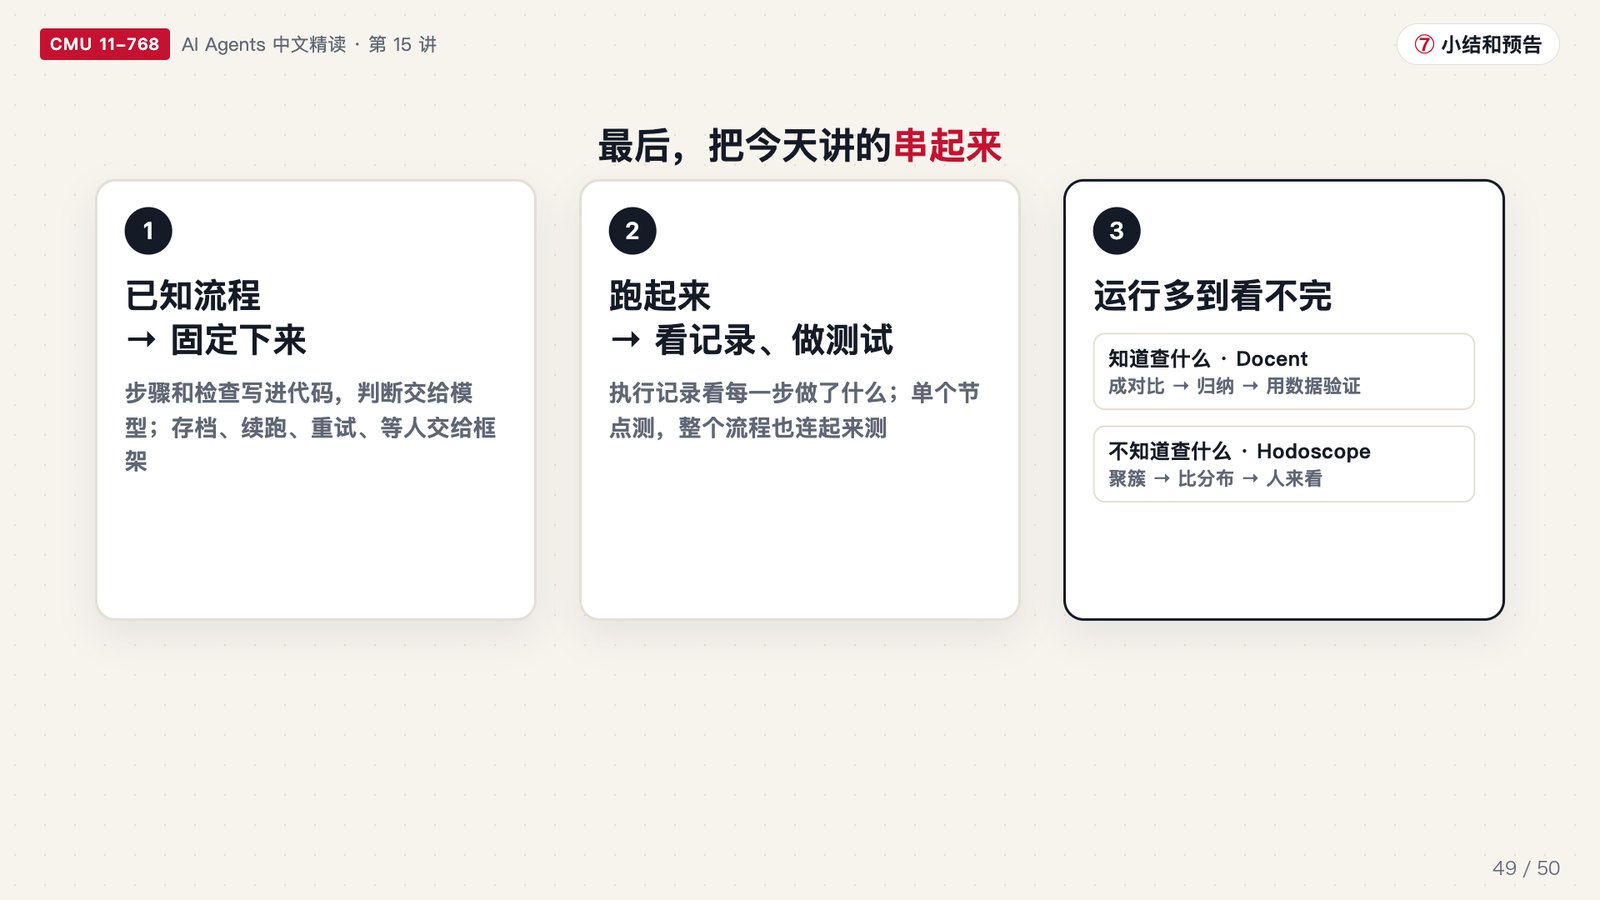 CMU 11-768 AI Agents 中文精读 · 第 15 讲
⑦ 小结和预告
最后，把今天讲的串起来
1
已知流程
→ 固定下来
步骤和检查写进代码，判断交给模
型；存档、续跑、重试、等人交给框
架
2
跑起来
→ 看记录、做测试
执行记录看每一步做了什么；单个节
点测，整个流程也连起来测
3
运行多到看不完
知道查什么 · Docent
成对比 → 归纳 → 用数据验证
不知道查什么 · Hodoscope
聚簇 → 比分布 → 人来看
49 / 50